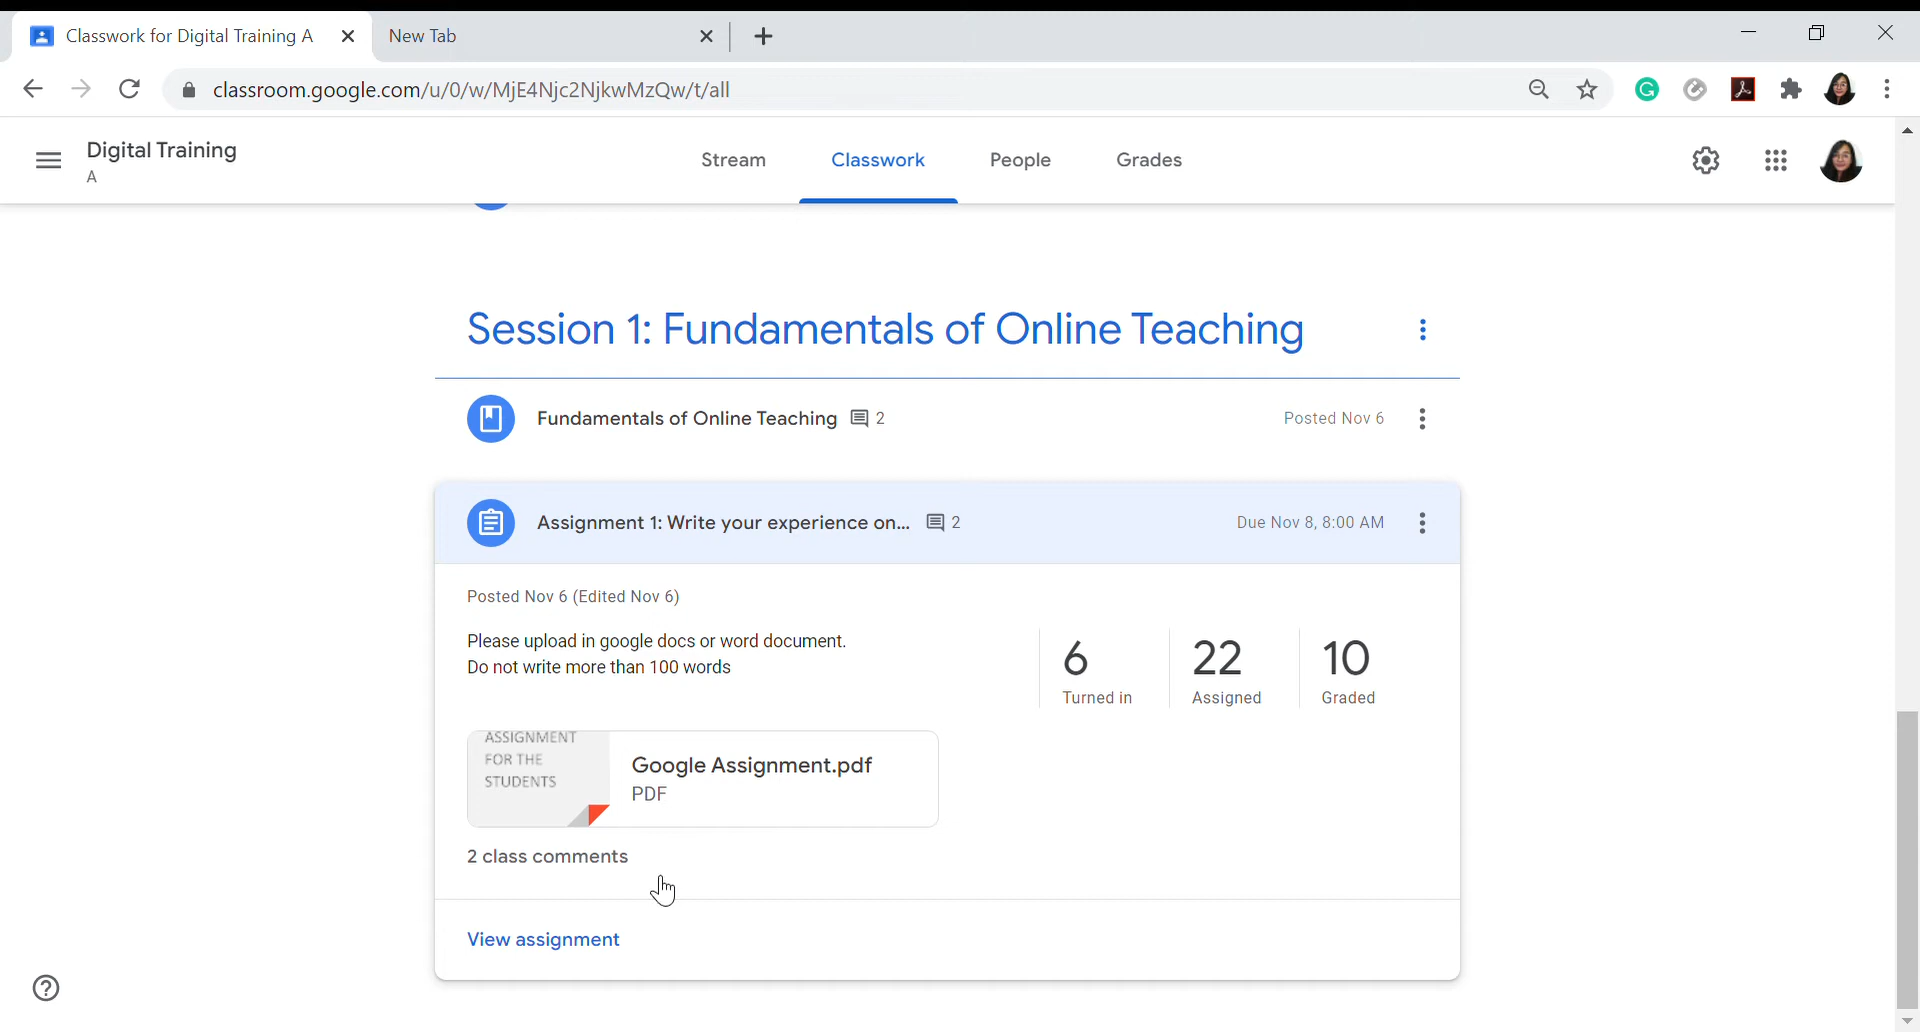 Classwork for Digital Training A
New Tab
classroom.google.com/u/0/w/MjE4Njc2NjkwMzQw/t/all
Digital Training
A
Stream
Classwork
People
Grades
Session 1: Fundamentals of Online Teaching
Fundamentals of Online Teaching 2
Posted Nov 6
Assignment 1: Write your experience on... 2
Due Nov 8, 8:00 AM
Posted Nov 6 (Edited Nov 6)
Please upload in google docs or word document.
Do not write more than 100 words
6
Turned in
22
Assigned
10
Graded
ASSIGNMENT
FOR THE
STUDENTS
Google Assignment.pdf
PDF
2 class comments
View assignment